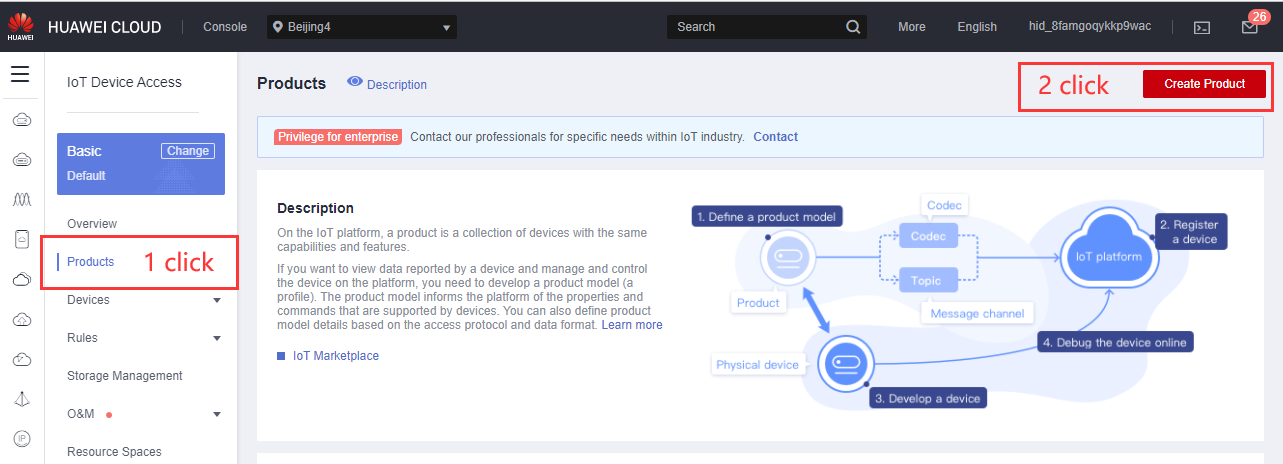 HUAWEI
HUAWEI CLOUD
Console
Beijing4
Search
More
English
hid_8famgoqykkp9wac
26
IoT Device Access
Basic
Change
Default
Overview
Products
1 click
Devices
Rules
Storage Management
O&M
Resource Spaces
IP
Products
Description
2 click
Create Product
Privilege for enterprise
Contact our professionals for specific needs within IoT industry.
Contact
Description
On the IoT platform, a product is a collection of devices with the same
capabilities and features.
If you want to view data reported by a device and manage and control
the device on the platform, you need to develop a product model (a
profile). The product model informs the platform of the properties and
commands that are supported by devices. You can also define product
model details based on the access protocol and data format. Learn more
IoT Marketplace
1. Define a product model
Codec
Codec
2. Register
a device
IoT platform
Topic
Product
Message channel
4. Debug the device online
Physical device
3. Develop a device